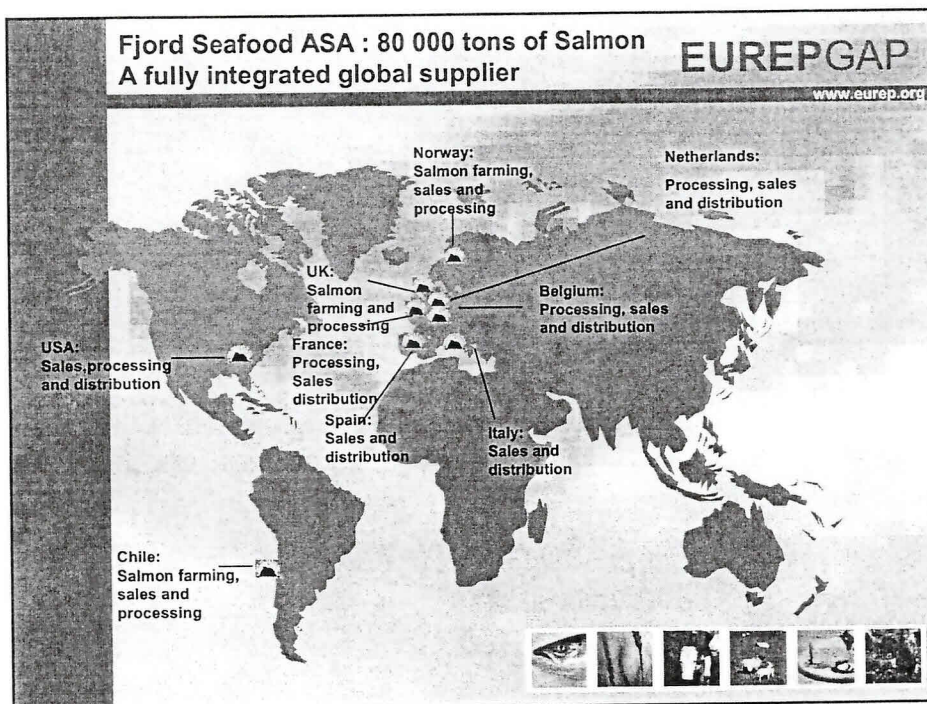 Fjord Seafood ASA : 80 000 tons of Salmon
A fully integrated global supplier
EUREPGAP
www.eurep.org
Norway:
Salmon farming,
sales and
processing
Netherlands:
Processing, sales
and distribution
UK:
Salmon
farming and
processing
Belgium:
Processing, sales
and distribution
USA:
Sales,processing
and distribution
France:
Processing,
Sales
distribution
Spain:
Sales and
distribution
Italy:
Sales and
distribution
Chile:
Salmon farming,
sales and
processing